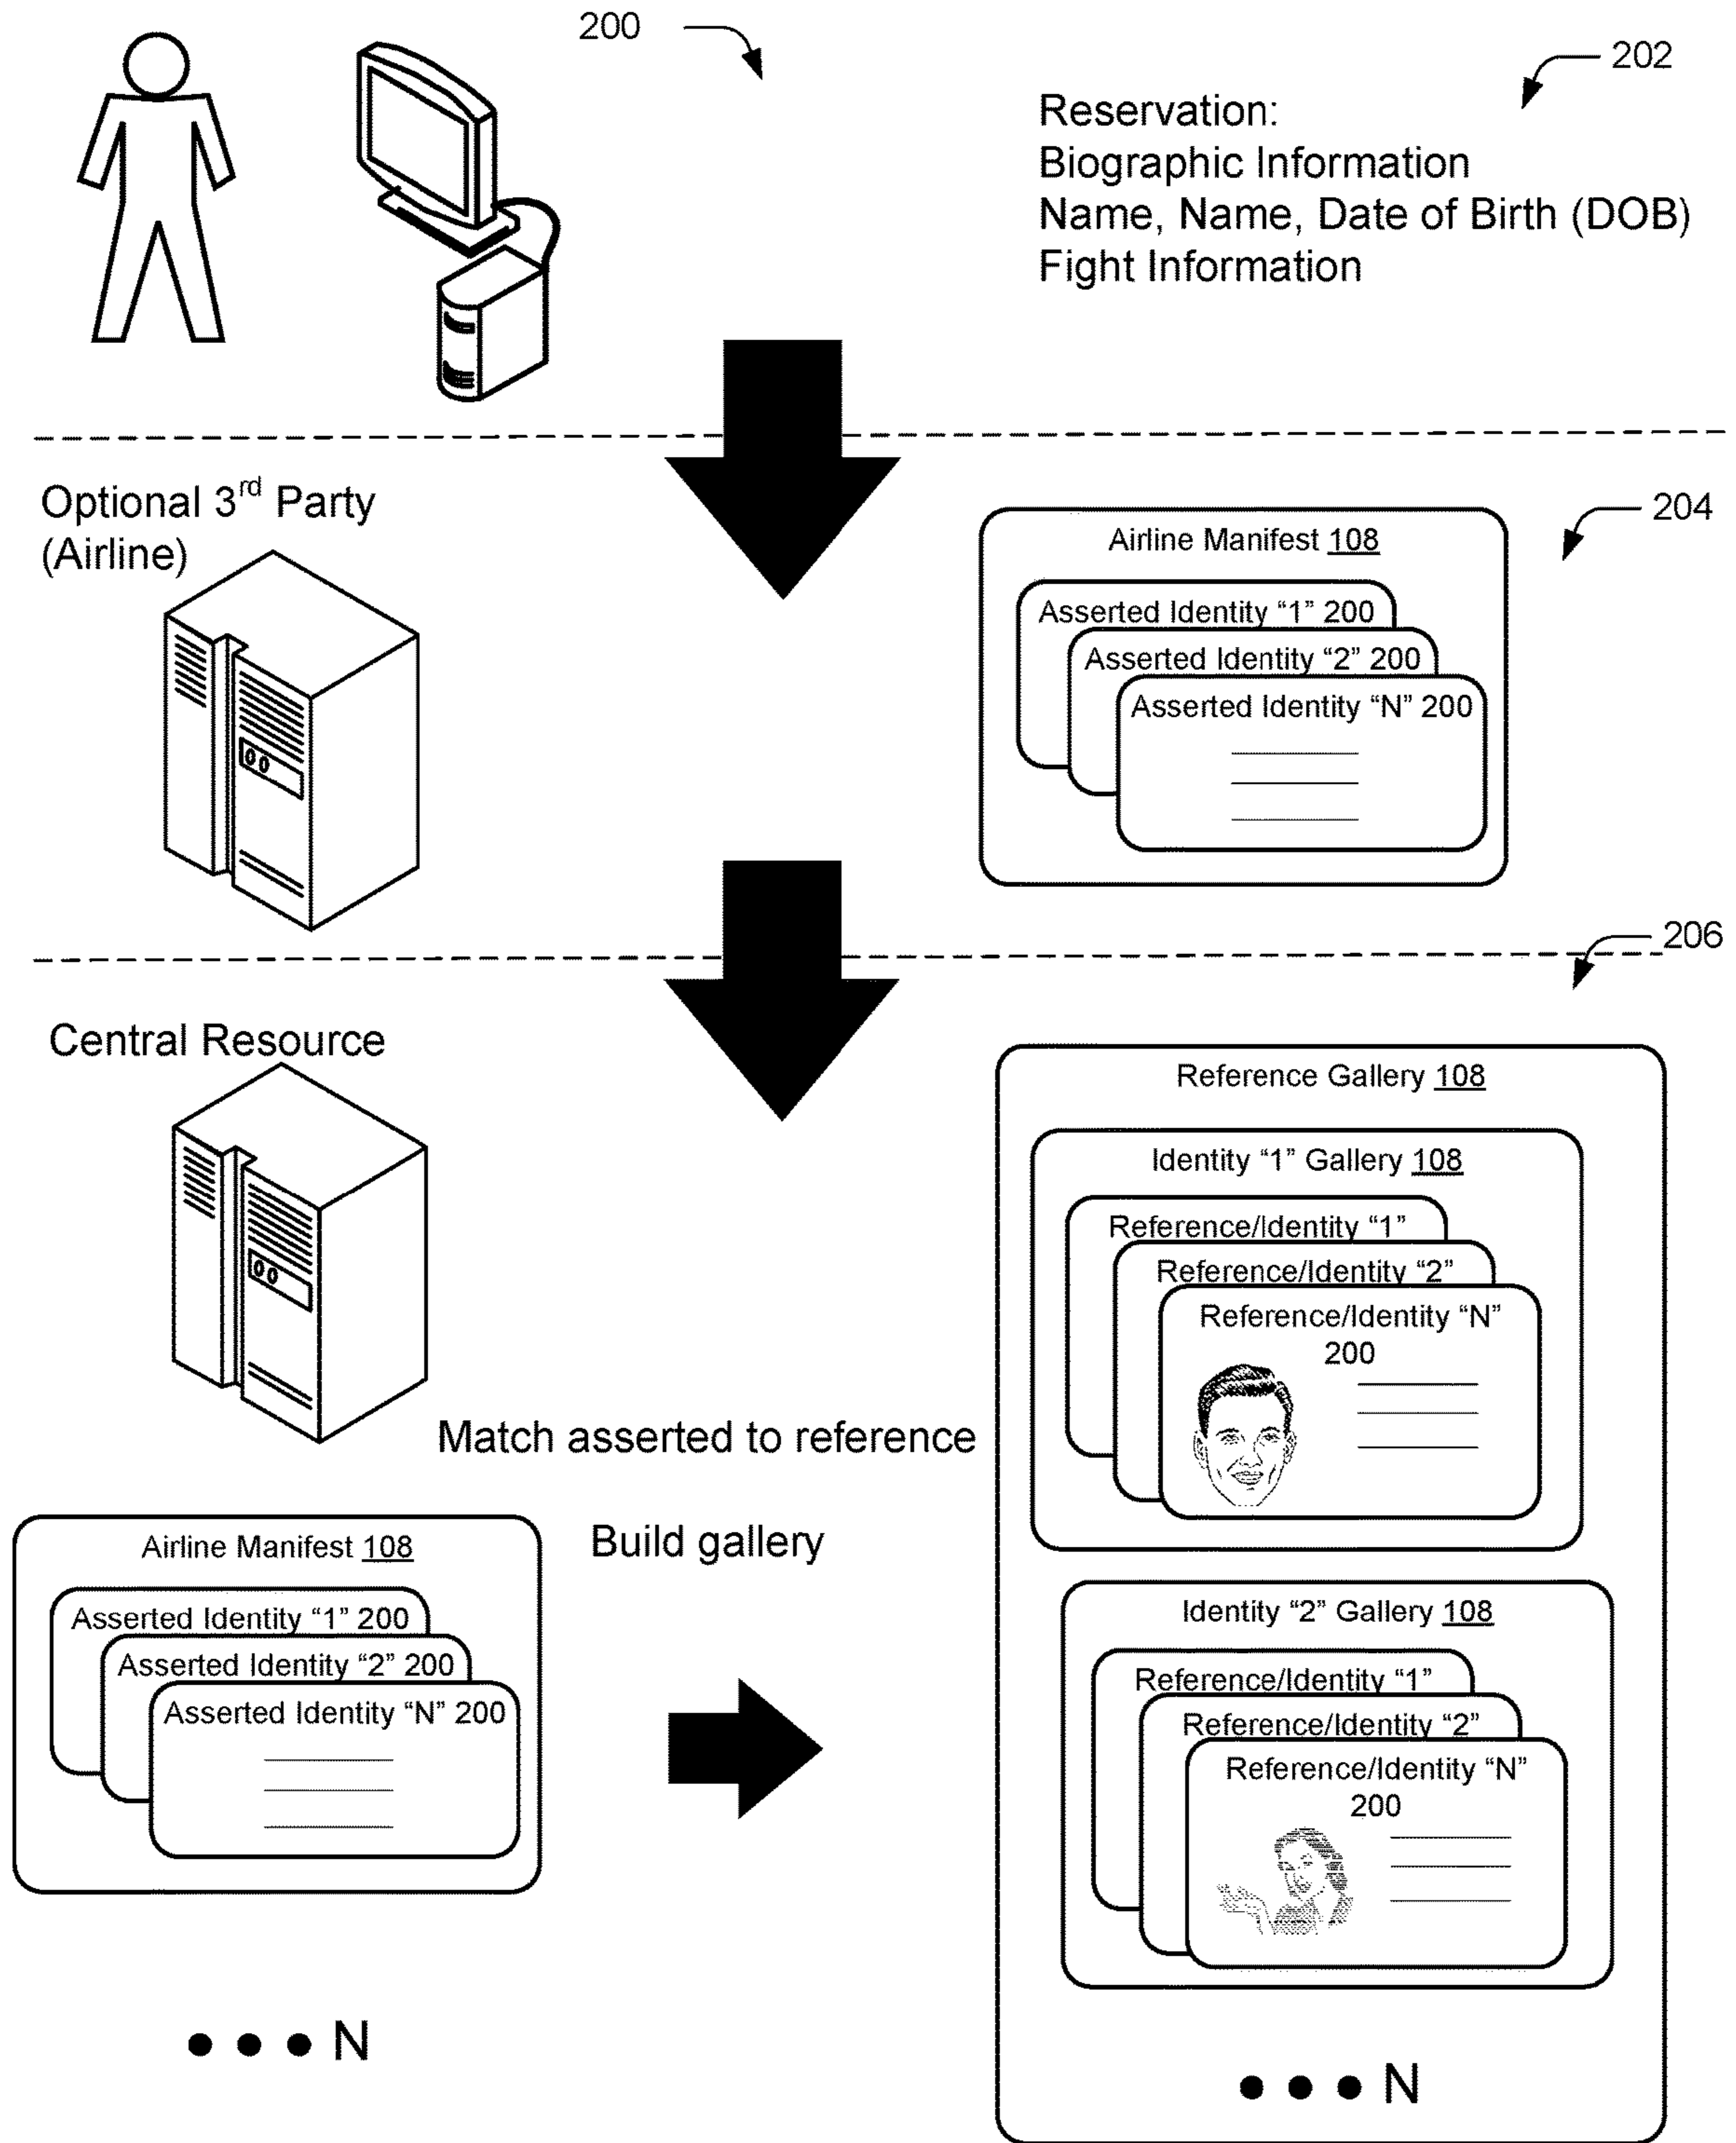 200
202
Reservation:
Biographic Information
Name, Name, Date of Birth (DOB)
Fight Information
Optional 3rd Party
(Airline)
204
Airline Manifest 108
Asserted Identity “1” 200
Asserted Identity “2” 200
Asserted Identity “N” 200
206
Central Resource
Reference Gallery 108
Identity “1” Gallery 108
Reference/Identity “1”
Reference/Identity “2”
Reference/Identity “N”
200
Match asserted to reference
Build gallery
Airline Manifest 108
Asserted Identity “1” 200
Asserted Identity “2” 200
Asserted Identity “N” 200
Identity “2” Gallery 108
Reference/Identity “1”
Reference/Identity “2”
Reference/Identity “N”
200
● ● ● N
● ● ● N